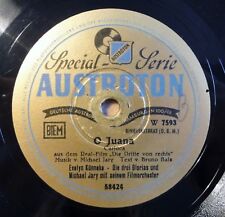 Special- Serie
AUSTROTON
BIEM
W 7593
O Juana
aus dem Real-Film „Die Dritte von rechts"
Musik v Michael Jary Text v Bruno Balz
Evelyn Künneke - Die drei Glorias und
Michael Jary mit seinem Filmorchester
58424